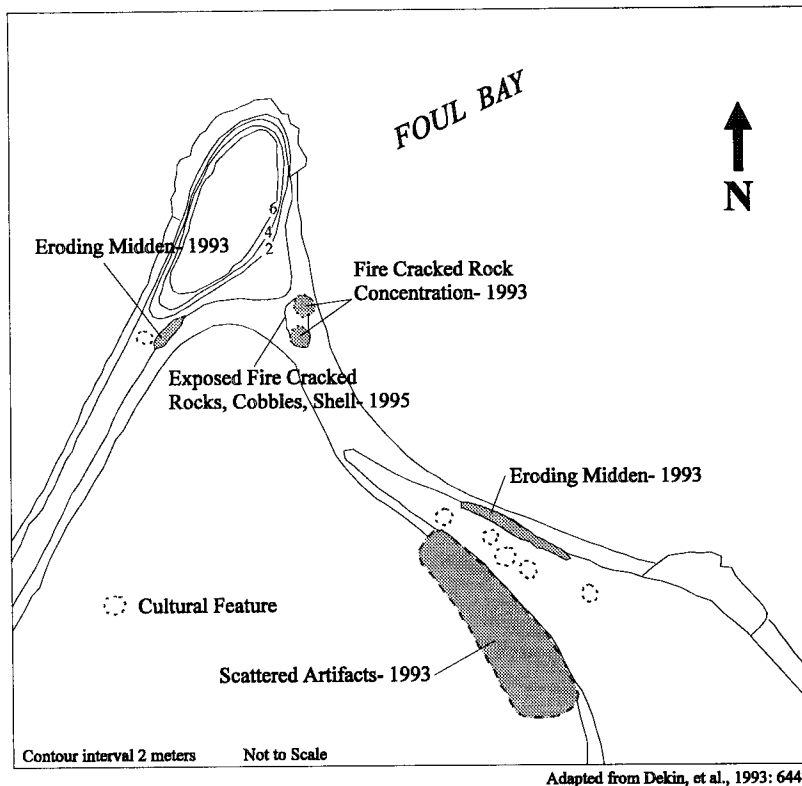 FOUL BAY
N
6
4
2
Eroding Midden- 1993
Fire Cracked Rock
Concentration- 1993
Exposed Fire Cracked
Rocks, Cobbles, Shell- 1995
Eroding Midden- 1993
Cultural Feature
Scattered Artifacts- 1993
Contour interval 2 meters
Not to Scale
Adapted from Dekin, et al., 1993: 644